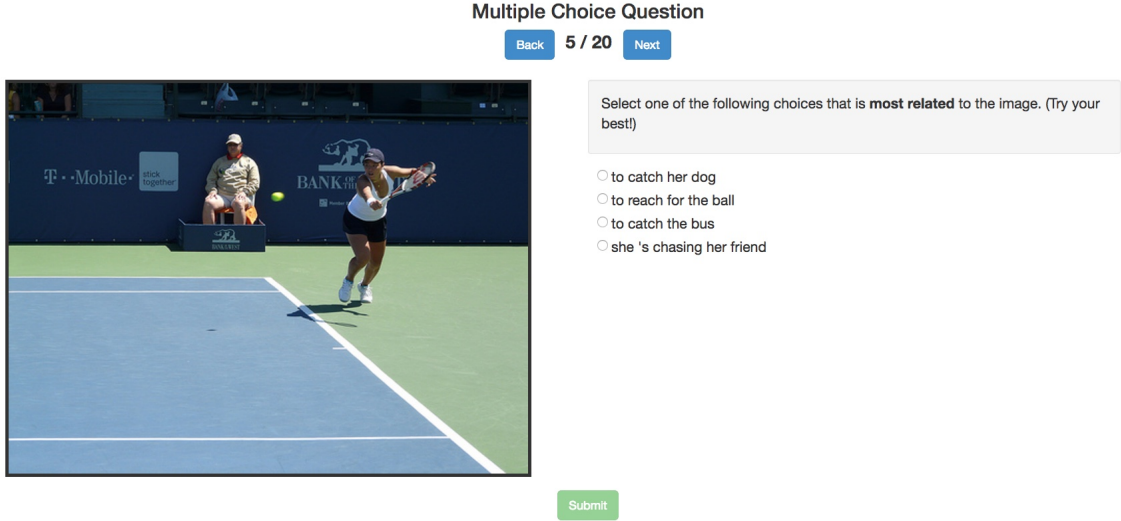 Multiple Choice Question
Back 5 / 20 Next
Select one of the following choices that is most related to the image. (Try your
best!)
to catch her dog
to reach for the ball
to catch the bus
she 's chasing her friend
T··Mobile·
stick
together
BANK OF THE
Submit